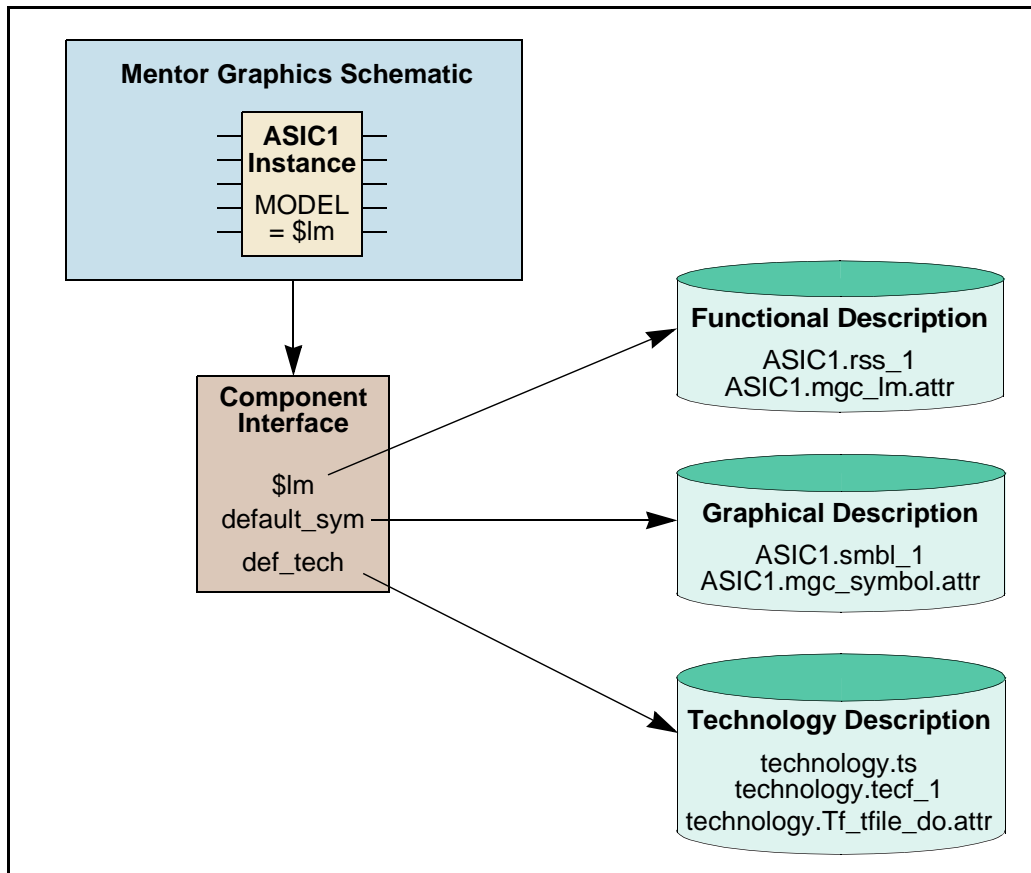 Mentor Graphics Schematic
ASIC1
Instance
MODEL
= $lm
Component
Interface
$lm
default_sym
def_tech
Functional Description
ASIC1.rss_1
ASIC1.mgc_lm.attr
Graphical Description
ASIC1.smbl_1
ASIC1.mgc_symbol.attr
Technology Description
technology.ts
technology.tecf_1
technology.Tf_tfile_do.attr